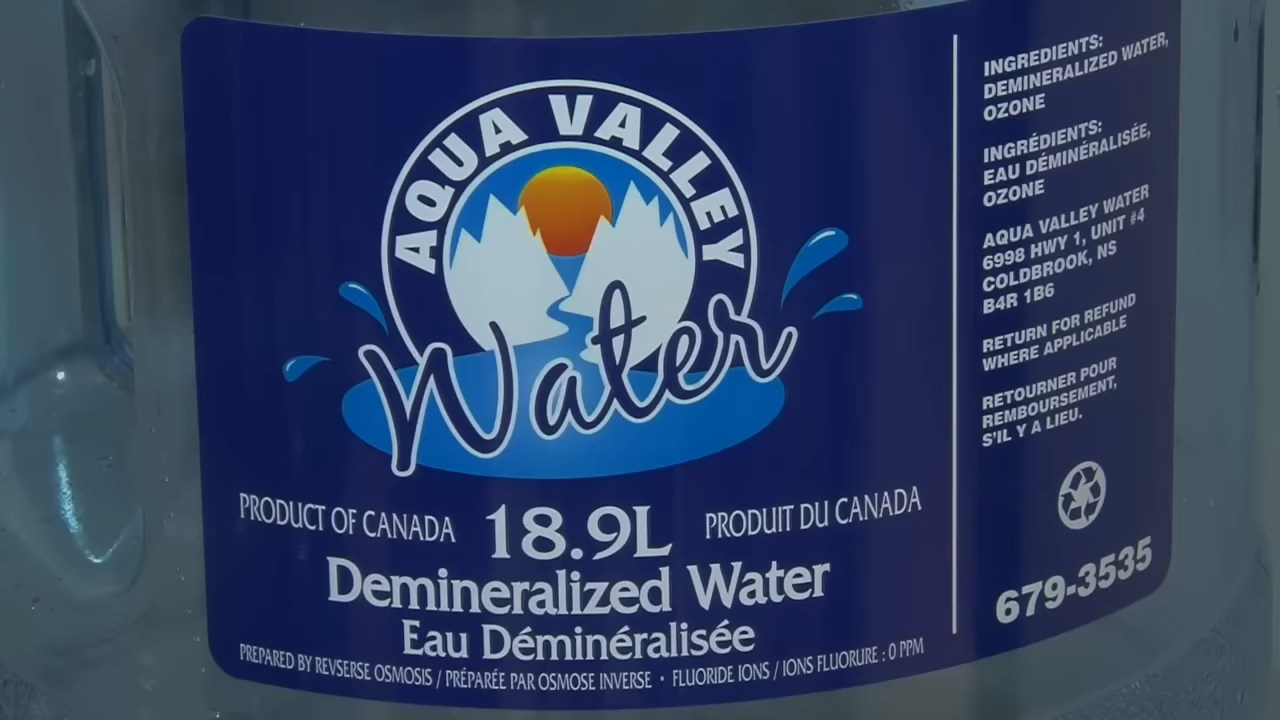 AQUA VALLEY
Water
PRODUCT OF CANADA 18.9L PRODUIT DU CANADA
Demineralized Water
Eau Déminéralisée
PREPARED BY REVSERSE OSMOSIS / PRÉPARÉE PAR OSMOSE INVERSE • FLUORIDE IONS / IONS FLUORURE : 0 PPM
INGREDIENTS:
DEMINERALIZED WATER,
OZONE
INGRÉDIENTS:
EAU DÉMINÉRALISÉE,
OZONE
AQUA VALLEY WATER
6998 HWY 1, UNIT #4
COLDBROOK, NS
B4R 1B6
RETURN FOR REFUND
WHERE APPLICABLE
RETOURNER POUR
REMBOURSEMENT,
S'IL Y A LIEU.
679-3535